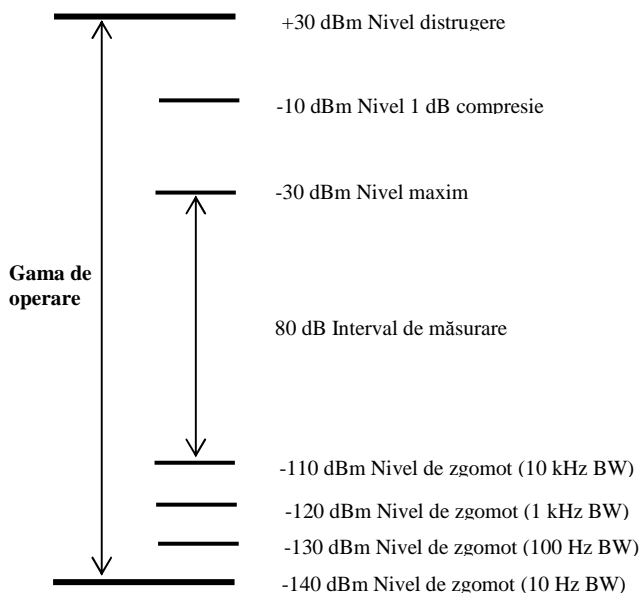 +30 dBm Nivel distrugere
-10 dBm Nivel 1 dB compresie
-30 dBm Nivel maxim
Gama de
operare
80 dB Interval de măsurare
-110 dBm Nivel de zgomot (10 kHz BW)
-120 dBm Nivel de zgomot (1 kHz BW)
-130 dBm Nivel de zgomot (100 Hz BW)
-140 dBm Nivel de zgomot (10 Hz BW)